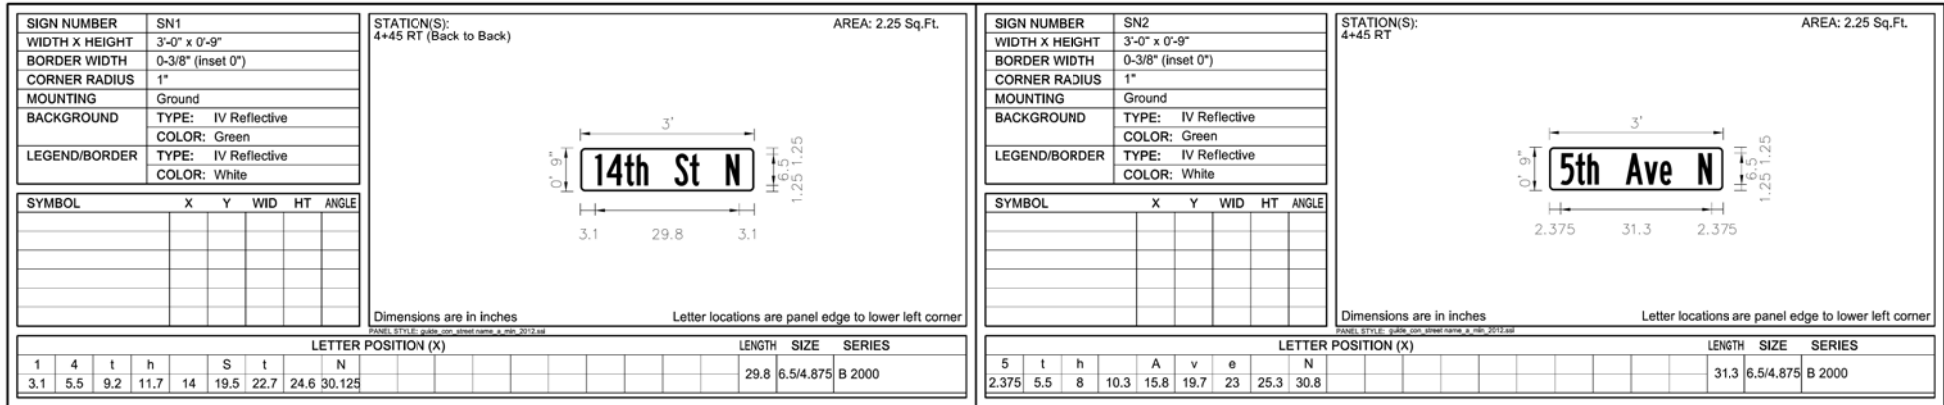 SIGN NUMBER SN1
WIDTH X HEIGHT 3'-0" x 0'-9"
BORDER WIDTH 0-3/8" (inset 0")
CORNER RADIUS 1"
MOUNTING Ground
BACKGROUND TYPE: IV Reflective
COLOR: Green
LEGEND/BORDER TYPE: IV Reflective
COLOR: White
SYMBOL X Y WID HT ANGLE
STATION(S): AREA: 2.25 Sq.Ft.
4+45 RT (Back to Back)
3'
0' 9"
14th St N
1.25 6.5 1.25
3.1 29.8 3.1
Dimensions are in inches Letter locations are panel edge to lower left corner
PANEL STYLE: guide_con_street name_a_min_2012.ssi
LETTER POSITION (X) LENGTH SIZE SERIES
1 4 t h S t N
3.1 5.5 9.2 11.7 14 19.5 22.7 24.6 30.125
29.8 6.5/4.875 B 2000
SIGN NUMBER SN2
WIDTH X HEIGHT 3'-0" x 0'-9"
BORDER WIDTH 0-3/8" (inset 0")
CORNER RADIUS 1"
MOUNTING Ground
BACKGROUND TYPE: IV Reflective
COLOR: Green
LEGEND/BORDER TYPE: IV Reflective
COLOR: White
SYMBOL X Y WID HT ANGLE
STATION(S): AREA: 2.25 Sq.Ft.
4+45 RT
3'
0' 9"
5th Ave N
1.25 6.5 1.25
2.375 31.3 2.375
Dimensions are in inches Letter locations are panel edge to lower left corner
PANEL STYLE: guide_con_street name_a_min_2012.ssi
LETTER POSITION (X) LENGTH SIZE SERIES
5 t h A v e N
2.375 5.5 8 10.3 15.8 19.7 23 25.3 30.8
31.3 6.5/4.875 B 2000